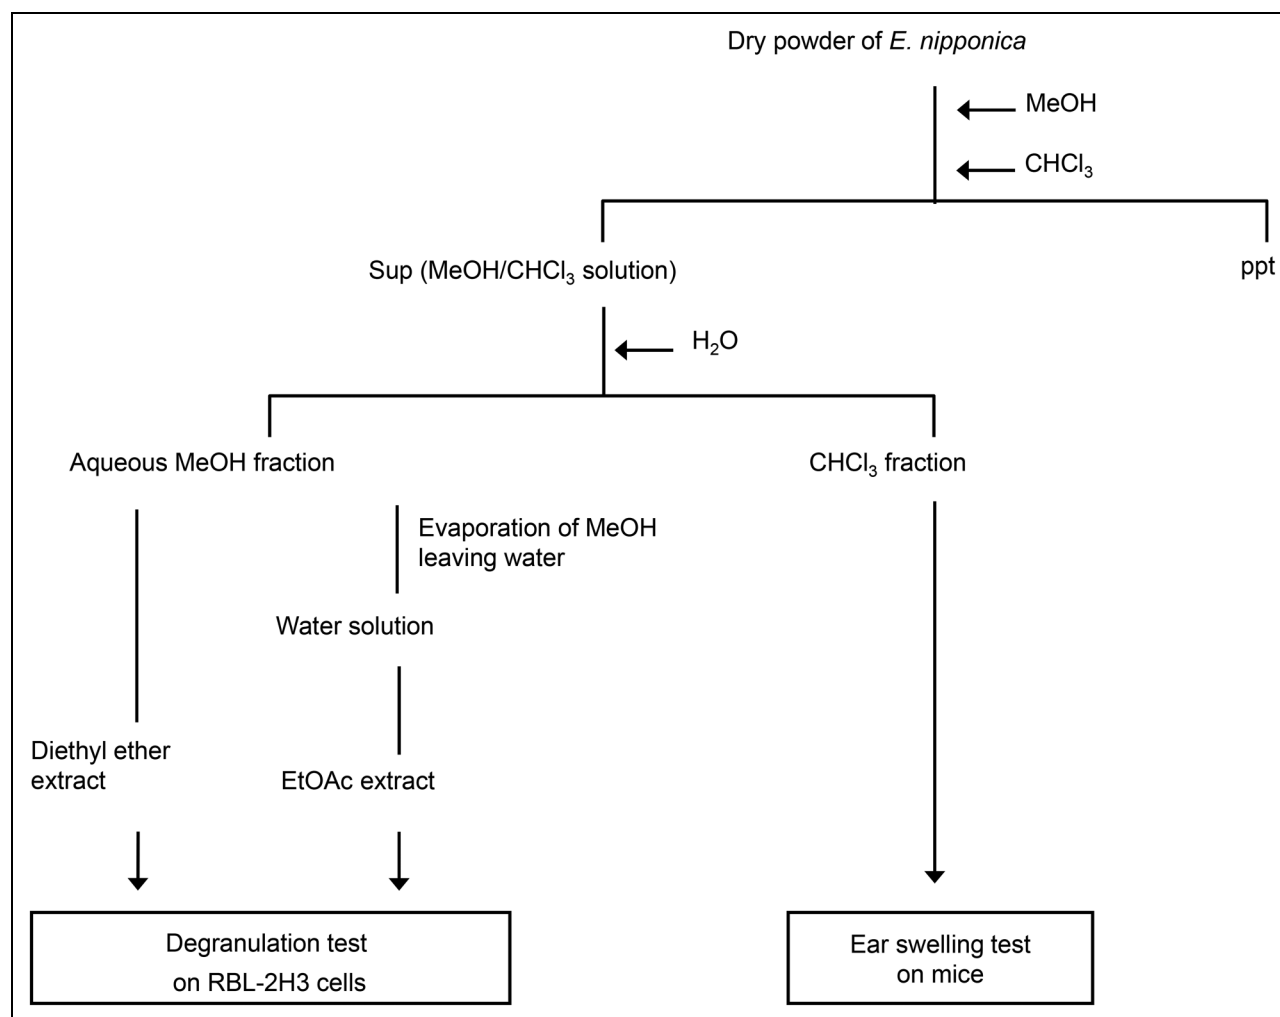 Dry powder of E. nipponica
MeOH
CHCl₃
Sup (MeOH/CHCl₃ solution)
ppt
H₂O
Aqueous MeOH fraction
CHCl₃ fraction
Evaporation of MeOH
leaving water
Water solution
Diethyl ether
extract
EtOAc extract
Degranulation test
on RBL-2H3 cells
Ear swelling test
on mice